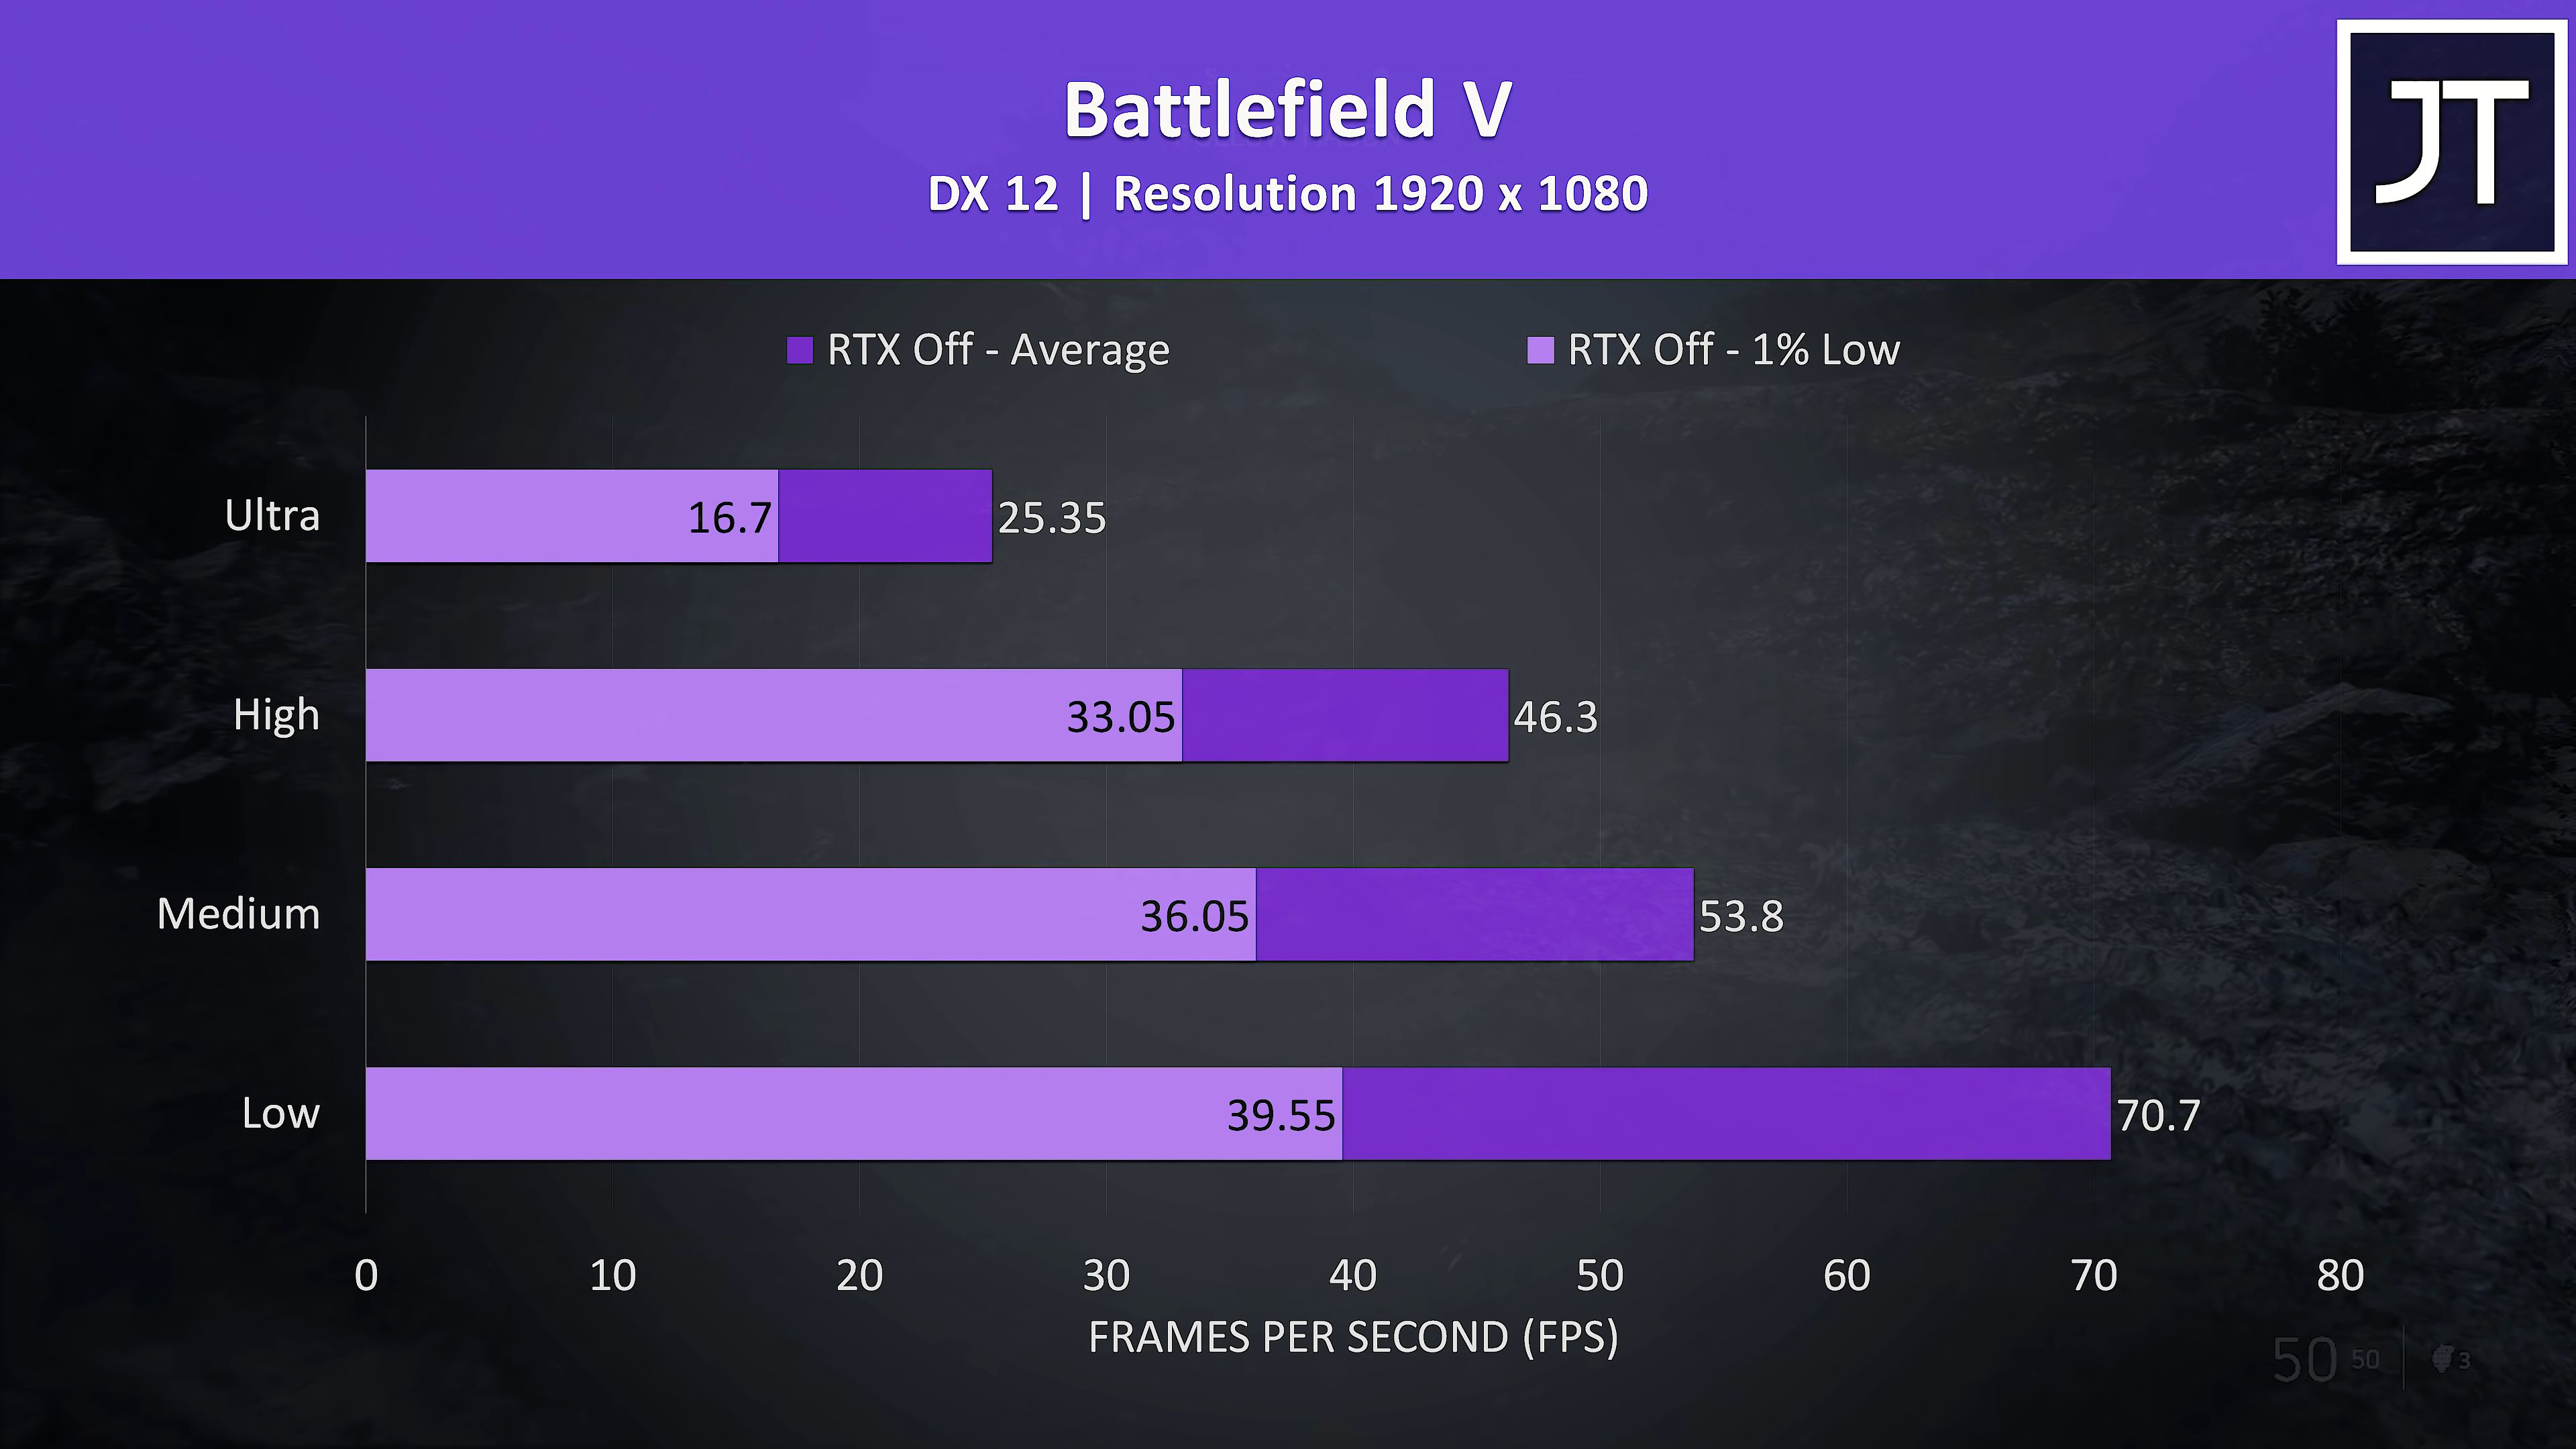 Battlefield V
DX 12 | Resolution 1920 x 1080
JT
RTX Off - Average
RTX Off - 1% Low
Ultra
16.7
25.35
High
33.05
46.3
Medium
36.05
53.8
Low
39.55
70.7
0 10 20 30 40 50 60 70 80
FRAMES PER SECOND (FPS)
50 50 3